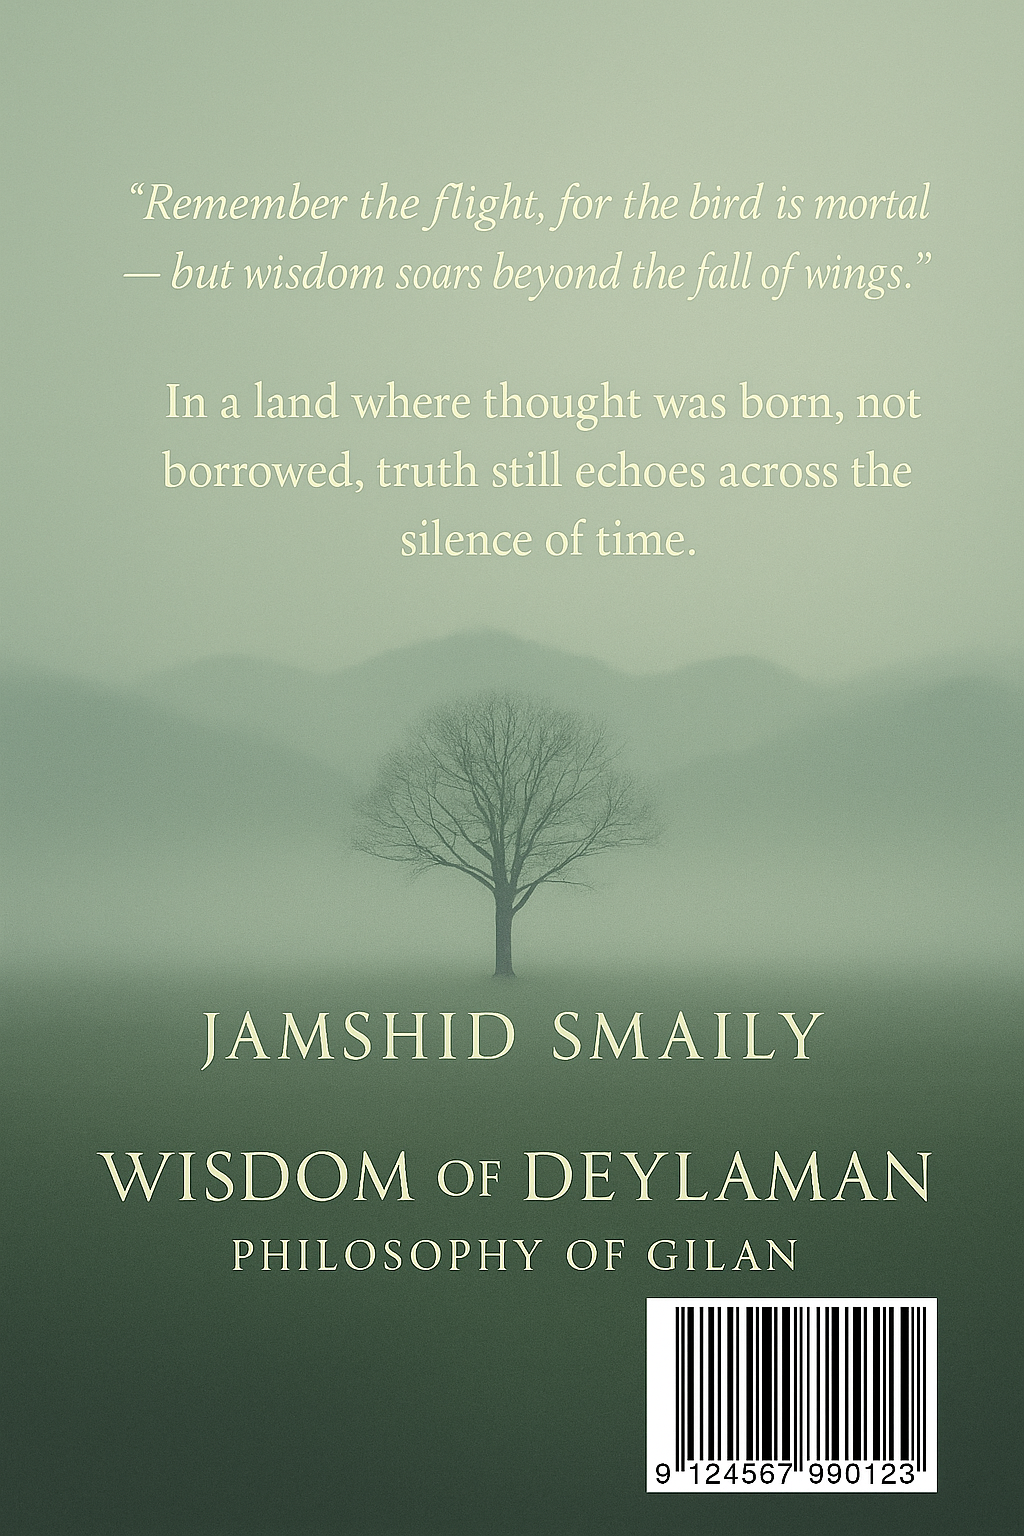 “Remember the flight, for the bird is mortal
— but wisdom soars beyond the fall of wings.”
In a land where thought was born, not
borrowed, truth still echoes across the
silence of time.
JAMSHID SMAILY
WISDOM OF DEYLAMAN
PHILOSOPHY OF GILAN
9 124567 990123